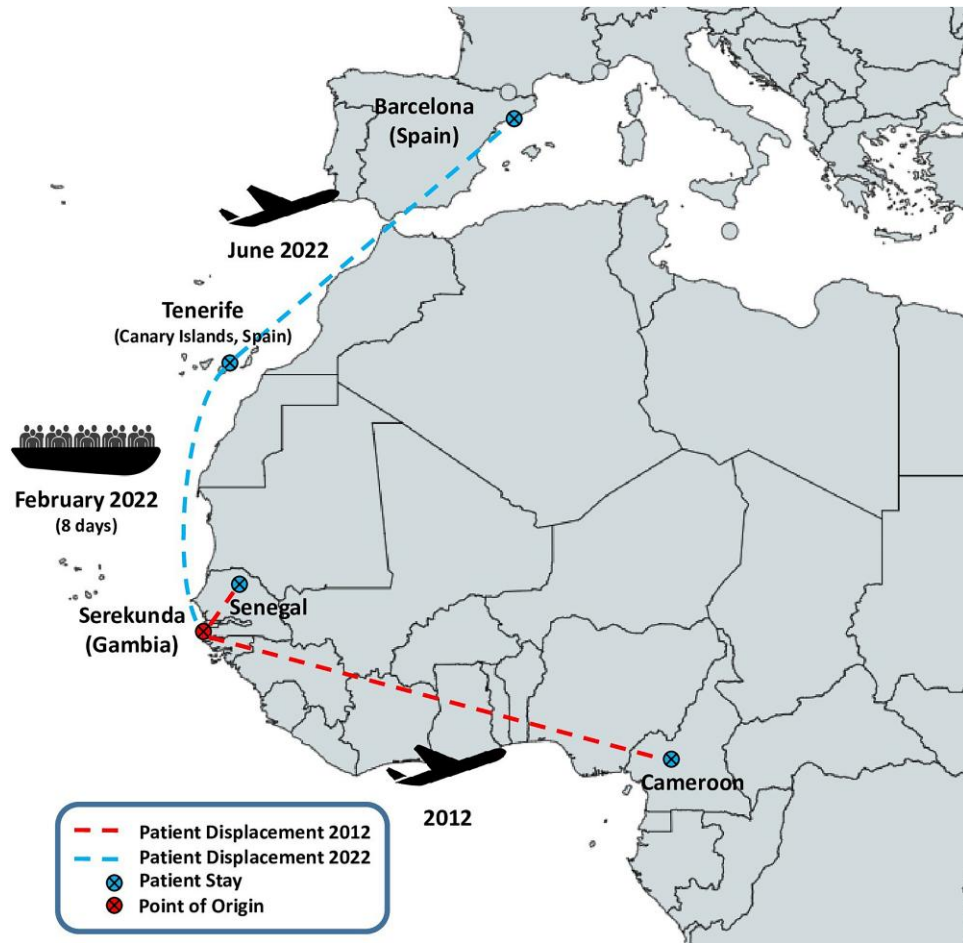 Barcelona
(Spain)
June 2022
Tenerife
(Canary Islands, Spain)
February 2022
(8 days)
Senegal
Serekunda
(Gambia)
Cameroon
2012
Patient Displacement 2012
Patient Displacement 2022
Patient Stay
Point of Origin